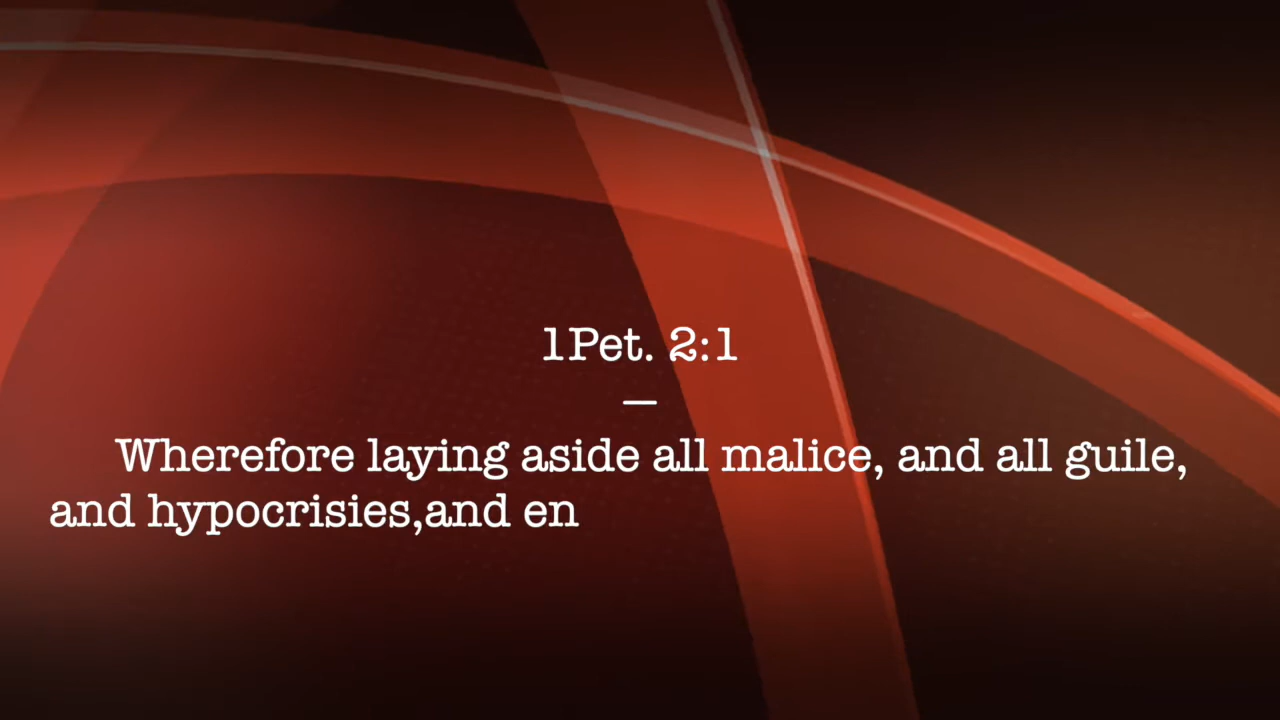 1Pet. 2:1
—
Wherefore laying aside all malice, and all guile,
and hypocrisies,and en